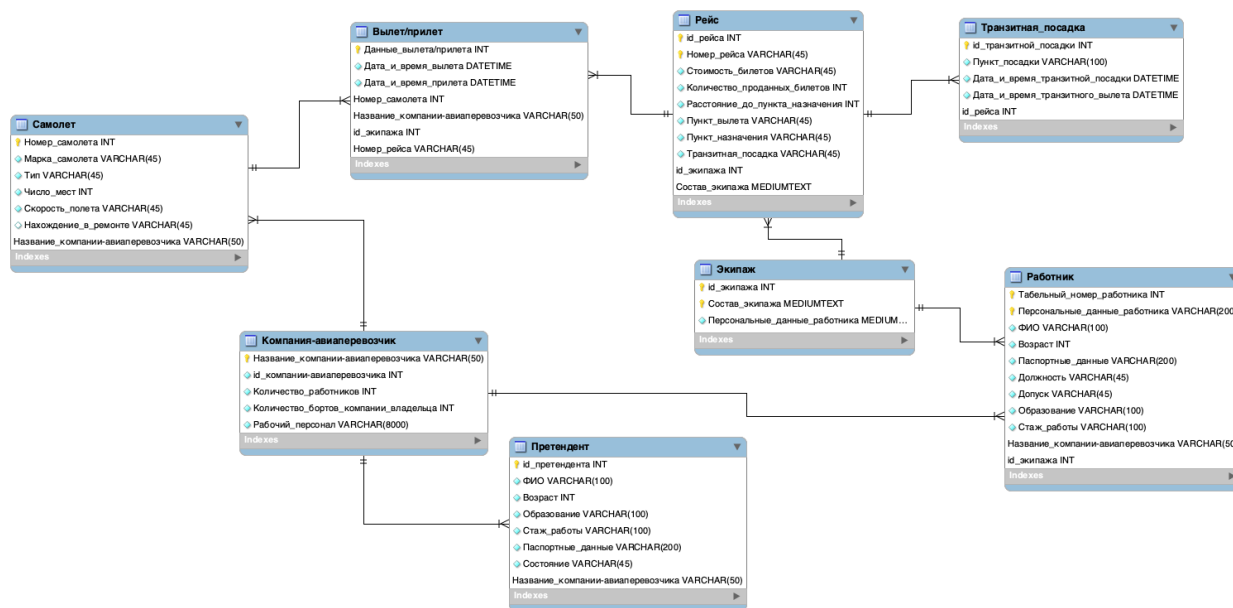 Вылет/прилет
Данные_вылета/прилета INT
Дата_и_время_вылета DATETIME
Дата_и_время_прилета DATETIME
Номер_самолета INT
Название_компании-авиаперевозчика VARCHAR(50)
id_экипажа INT
Номер_рейса VARCHAR(45)
Indexes
Рейс
id_рейса INT
Номер_рейса VARCHAR(45)
Стоимость_билетов VARCHAR(45)
Количество_проданных_билетов INT
Расстояние_до_пункта_назначения INT
Пункт_вылета VARCHAR(45)
Пункт_назначения VARCHAR(45)
Транзитная_посадка VARCHAR(45)
id_экипажа INT
Состав_экипажа MEDIUMTEXT
Indexes
Транзитная_посадка
id_транзитной_посадки INT
Пункт_посадки VARCHAR(100)
Дата_и_время_транзитной_посадки DATETIME
Дата_и_время_транзитного_вылета DATETIME
id_рейса INT
Indexes
Самолет
Номер_самолета INT
Марка_самолета VARCHAR(45)
Тип VARCHAR(45)
Число_мест INT
Скорость_полета VARCHAR(45)
Нахождение_в_ремонте VARCHAR(45)
Название_компании-авиаперевозчика VARCHAR(50)
Indexes
Экипаж
id_экипажа INT
Состав_экипажа MEDIUMTEXT
Персональные_данные_работника MEDIUM...
Indexes
Работник
Табельный_номер_работника INT
Персональные_данные_работника VARCHAR(200
ФИО VARCHAR(100)
Возраст INT
Паспортные_данные VARCHAR(200)
Должность VARCHAR(45)
Допуск VARCHAR(45)
Образование VARCHAR(100)
Стаж_работы VARCHAR(100)
Название_компании-авиаперевозчика VARCHAR(50
id_экипажа INT
Indexes
Компания-авиаперевозчик
Название_компании-авиаперевозчика VARCHAR(50)
id_компании-авиаперевозчика INT
Количество_работников INT
Количество_бортов_компании_владельца INT
Рабочий_персонал VARCHAR(8000)
Indexes
Претендент
id_претендента INT
ФИО VARCHAR(100)
Возраст INT
Образование VARCHAR(100)
Стаж_работы VARCHAR(100)
Паспортные_данные VARCHAR(200)
Состояние VARCHAR(45)
Название_компании-авиаперевозчика VARCHAR(50)
Indexes